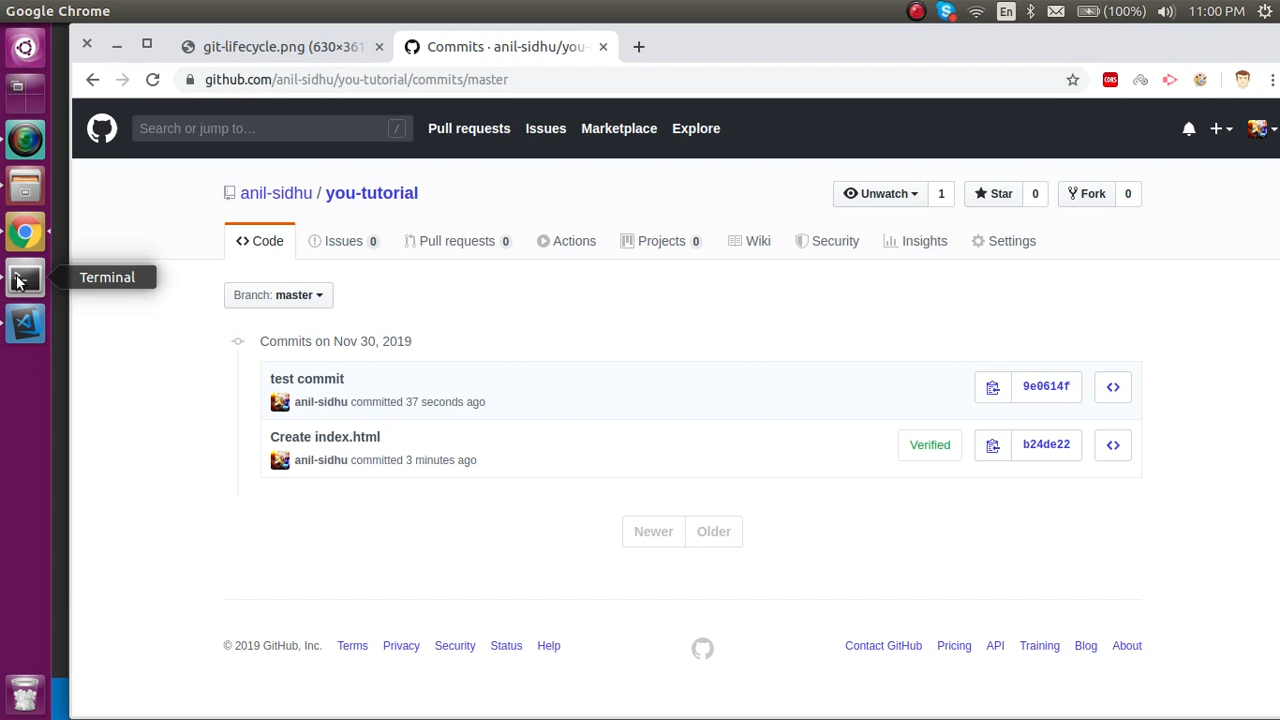 Google Chrome
En
(100%)
11:00 PM
git-lifecycle.png (630×361
Commits · anil-sidhu/you-
github.com/anil-sidhu/you-tutorial/commits/master
CORS
Search or jump to…
/
Pull requests
Issues
Marketplace
Explore
anil-sidhu / you-tutorial
Unwatch
1
Star
0
Fork
0
Code
Issues 0
Pull requests 0
Actions
Projects 0
Wiki
Security
Insights
Settings
Terminal
Branch: master
Commits on Nov 30, 2019
test commit
anil-sidhu committed 37 seconds ago
9e0614f
Create index.html
anil-sidhu committed 3 minutes ago
Verified
b24de22
Newer
Older
© 2019 GitHub, Inc.
Terms
Privacy
Security
Status
Help
Contact GitHub
Pricing
API
Training
Blog
About